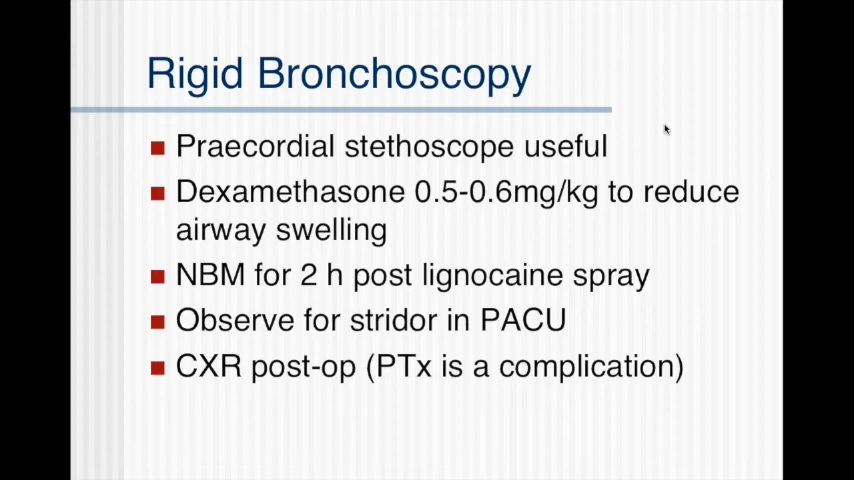 Rigid Bronchoscopy
Praecordial stethoscope useful
Dexamethasone 0.5-0.6mg/kg to reduce
airway swelling
NBM for 2 h post lignocaine spray
Observe for stridor in PACU
CXR post-op (PTx is a complication)